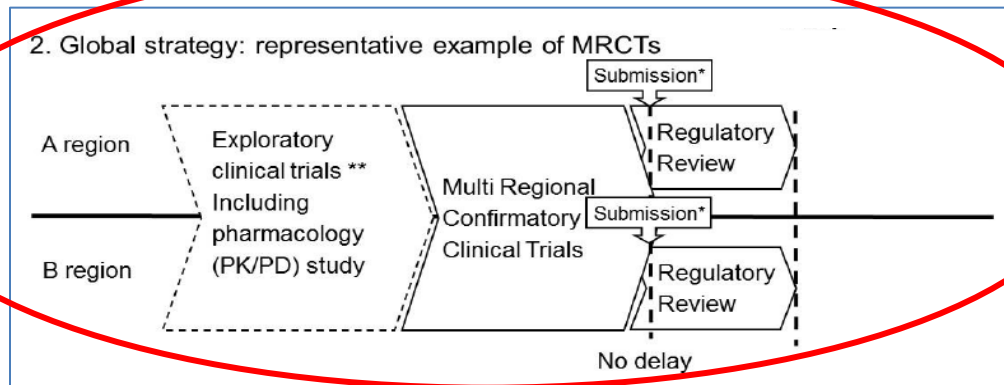 2. Global strategy: representative example of MRCTs
Submission*
A region
Exploratory
clinical trials **
Including
pharmacology
(PK/PD) study
Multi Regional
Confirmatory
Clinical Trials
Regulatory
Review
Submission*
B region
Regulatory
Review
No delay